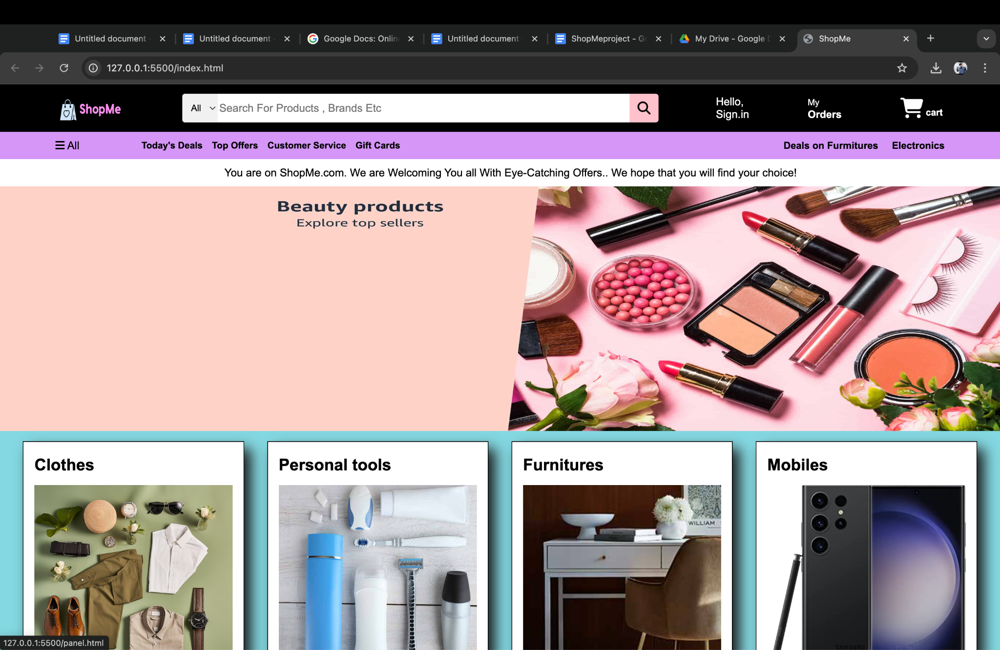 Untitled document
Untitled document
Google Docs: Onlin
Untitled document
ShopMeproject - Go
My Drive - Google D
ShopMe
127.0.0.1:5500/index.html
ShopMe
All
Search For Products , Brands Etc
Hello,
Sign.in
My
Orders
cart
All
Today's Deals
Top Offers
Customer Service
Gift Cards
Deals on Furmitures
Electronics
You are on ShopMe.com. We are Welcoming You all With Eye-Catching Offers.. We hope that you will find your choice!
Beauty products
Explore top sellers
Clothes
Personal tools
Furnitures
Mobiles
WILLIAM
SAMSUNG
127.0.0.1:5500/panel.html